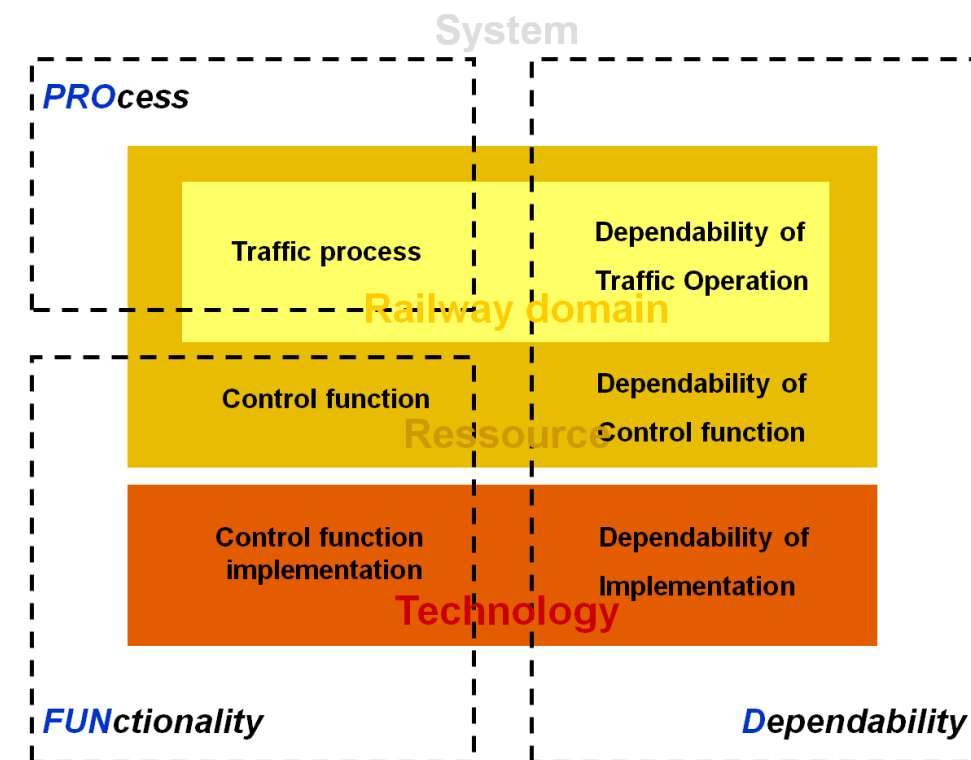 System
PROcess
Traffic process
Dependability of
Traffic Operation
Railway domain
Control function
Dependability of
Control function
Ressource
Control function
implementation
Dependability of
Implementation
Technology
FUNctionality
Dependability